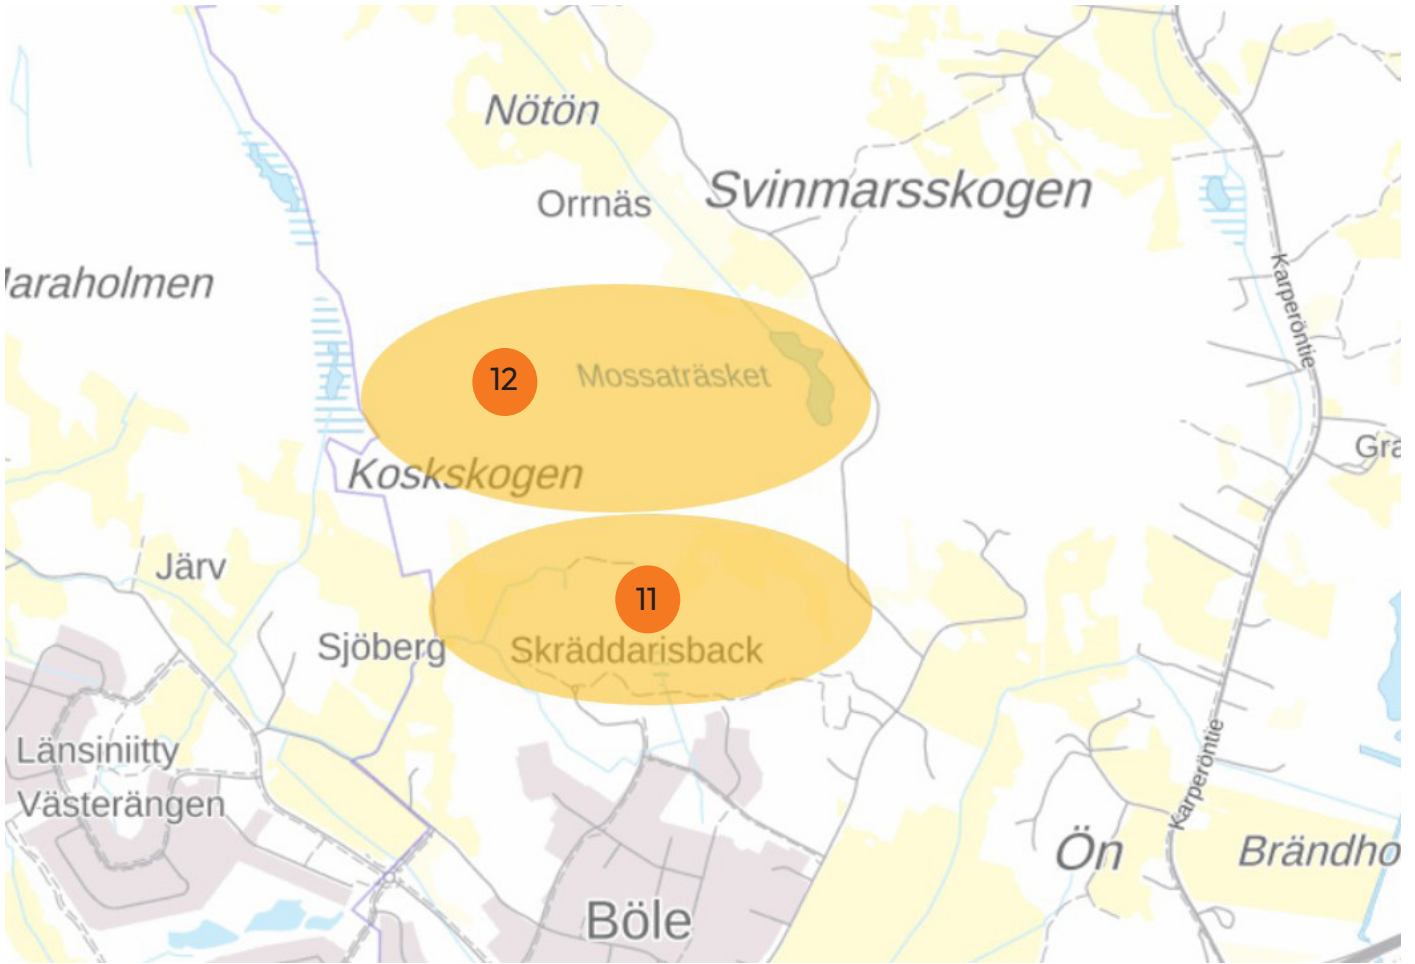 Nötön
Svinmarsskogen
Orrnäs
araholmen
Karperöntie
12
Mossaträsket
Gra
Koskskogen
Järv
11
Sjöberg
Skräddarisback
Länsiniitty
Västerängen
Karperöntie
Ön
Brändho
Böle